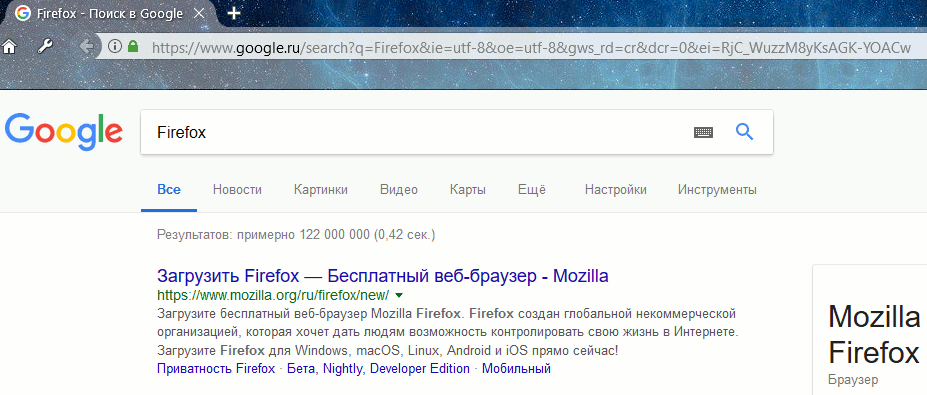 Firefox - Поиск в Google
https://www.google.ru/search?q=Firefox&ie=utf-8&oe=utf-8&gws_rd=cr&dcr=0&ei=RjC_WuzzM8yKsAGK-YOACw
Google
Firefox
Все Новости Картинки Видео Карты Ещё Настройки Инструменты
Результатов: примерно 122 000 000 (0,42 сек.)
Загрузить Firefox — Бесплатный веб-браузер - Mozilla
https://www.mozilla.org/ru/firefox/new/
Загрузите бесплатный веб-браузер Mozilla Firefox. Firefox создан глобальной некоммерческой
организацией, которая хочет дать людям возможность контролировать свою жизнь в Интернете.
Загрузите Firefox для Windows, macOS, Linux, Android и iOS прямо сейчас!
Приватность Firefox · Бета, Nightly, Developer Edition · Мобильный
Mozilla
Firefox
Браузер